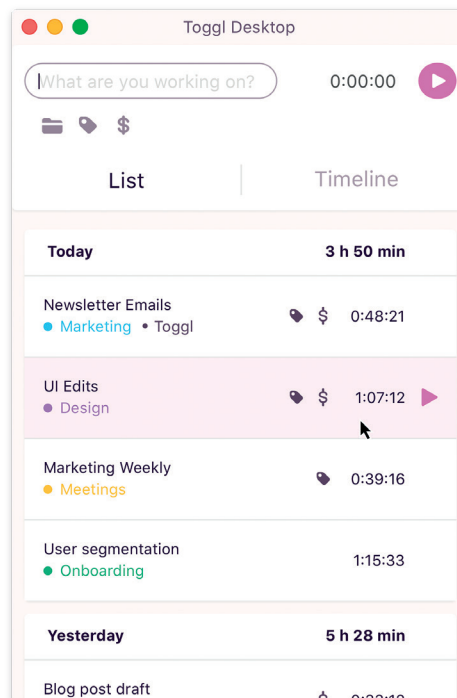 Toggl Desktop
What are you working on?
0:00:00
$
List
Timeline
Today
3 h 50 min
Newsletter Emails
Marketing • Toggl
$
0:48:21
UI Edits
Design
$
1:07:12
Marketing Weekly
Meetings
0:39:16
User segmentation
Onboarding
1:15:33
Yesterday
5 h 28 min
Blog post draft